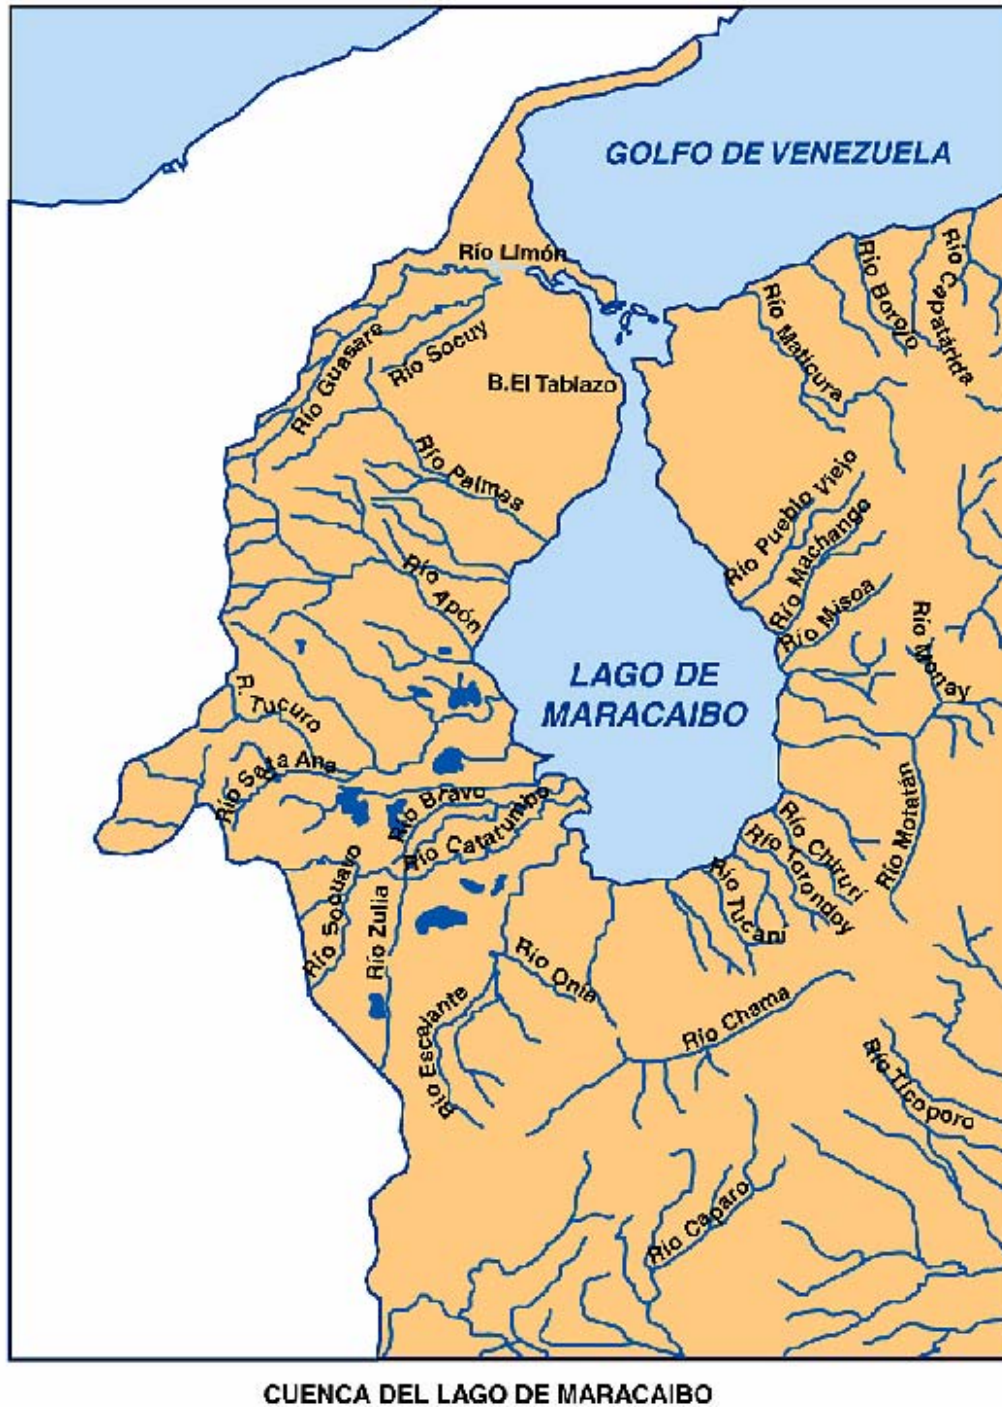 GOLFO DE VENEZUELA
Río Limón
Río Guasare
Río Socuy
B.El Tablazo
Río Maticura
Río Borojo
Río Capatárida
Río Palmas
Río Pueblo Viejo
Río Machango
Río Misoa
Río Apón
Río Monay
LAGO DE
MARACAIBO
R. Tucuro
Río Sata Ana
Río Bravo
Río Catatumbo
Río Motatán
Río Chirurí
Río Torondoy
Río Tucaní
Río Socuavo
Río Zulia
Río Onia
Río Escalante
Río Chama
Río Ticoporo
Río Caparo
CUENCA DEL LAGO DE MARACAIBO